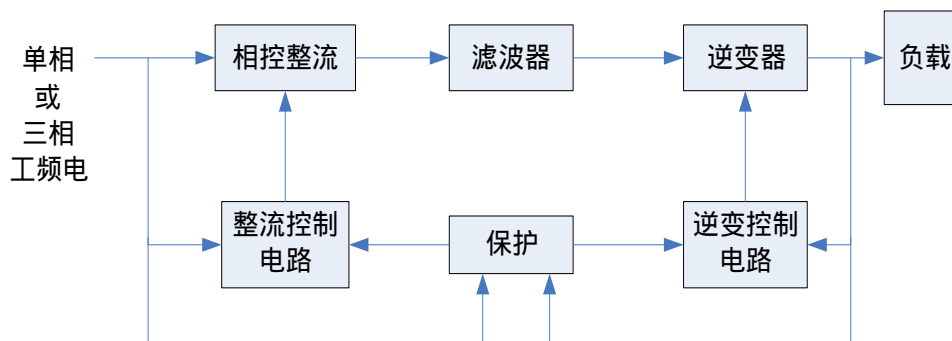 单相
或
三相
工频电
相控整流
滤波器
逆变器
负载
整流控制
电路
保护
逆变控制
电路